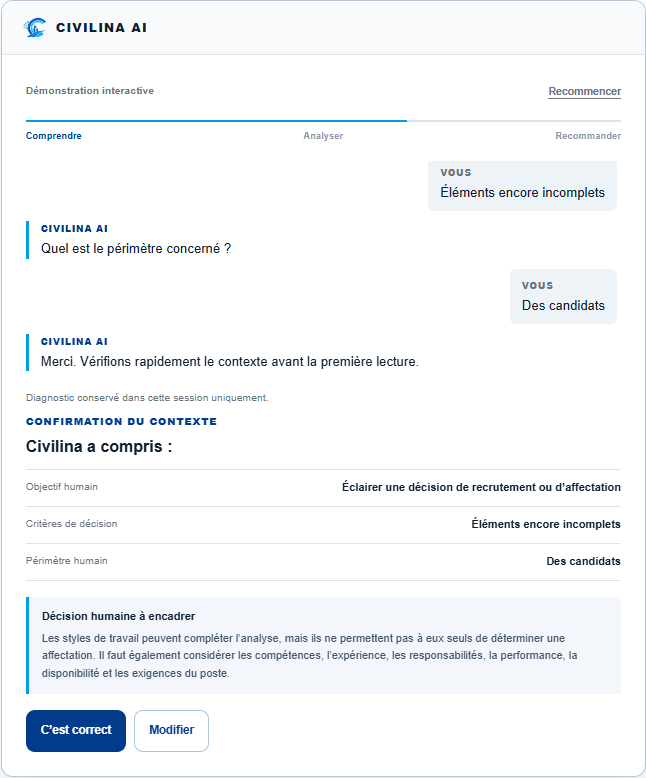 CIVILINA AI
Démonstration interactive
Recommencer
Comprendre
Analyser
Recommander
VOUS
Éléments encore incomplets
CIVILINA AI
Quel est le périmètre concerné ?
VOUS
Des candidats
CIVILINA AI
Merci. Vérifions rapidement le contexte avant la première lecture.
Diagnostic conservé dans cette session uniquement.
CONFIRMATION DU CONTEXTE
Civilina a compris :
Objectif humain
Éclairer une décision de recrutement ou d’affectation
Critères de décision
Éléments encore incomplets
Périmètre humain
Des candidats
Décision humaine à encadrer
Les styles de travail peuvent compléter l’analyse, mais ils ne permettent pas à eux seuls de déterminer une
affectation. Il faut également considérer les compétences, l’expérience, les responsabilités, la performance, la
disponibilité et les exigences du poste.
C’est correct
Modifier